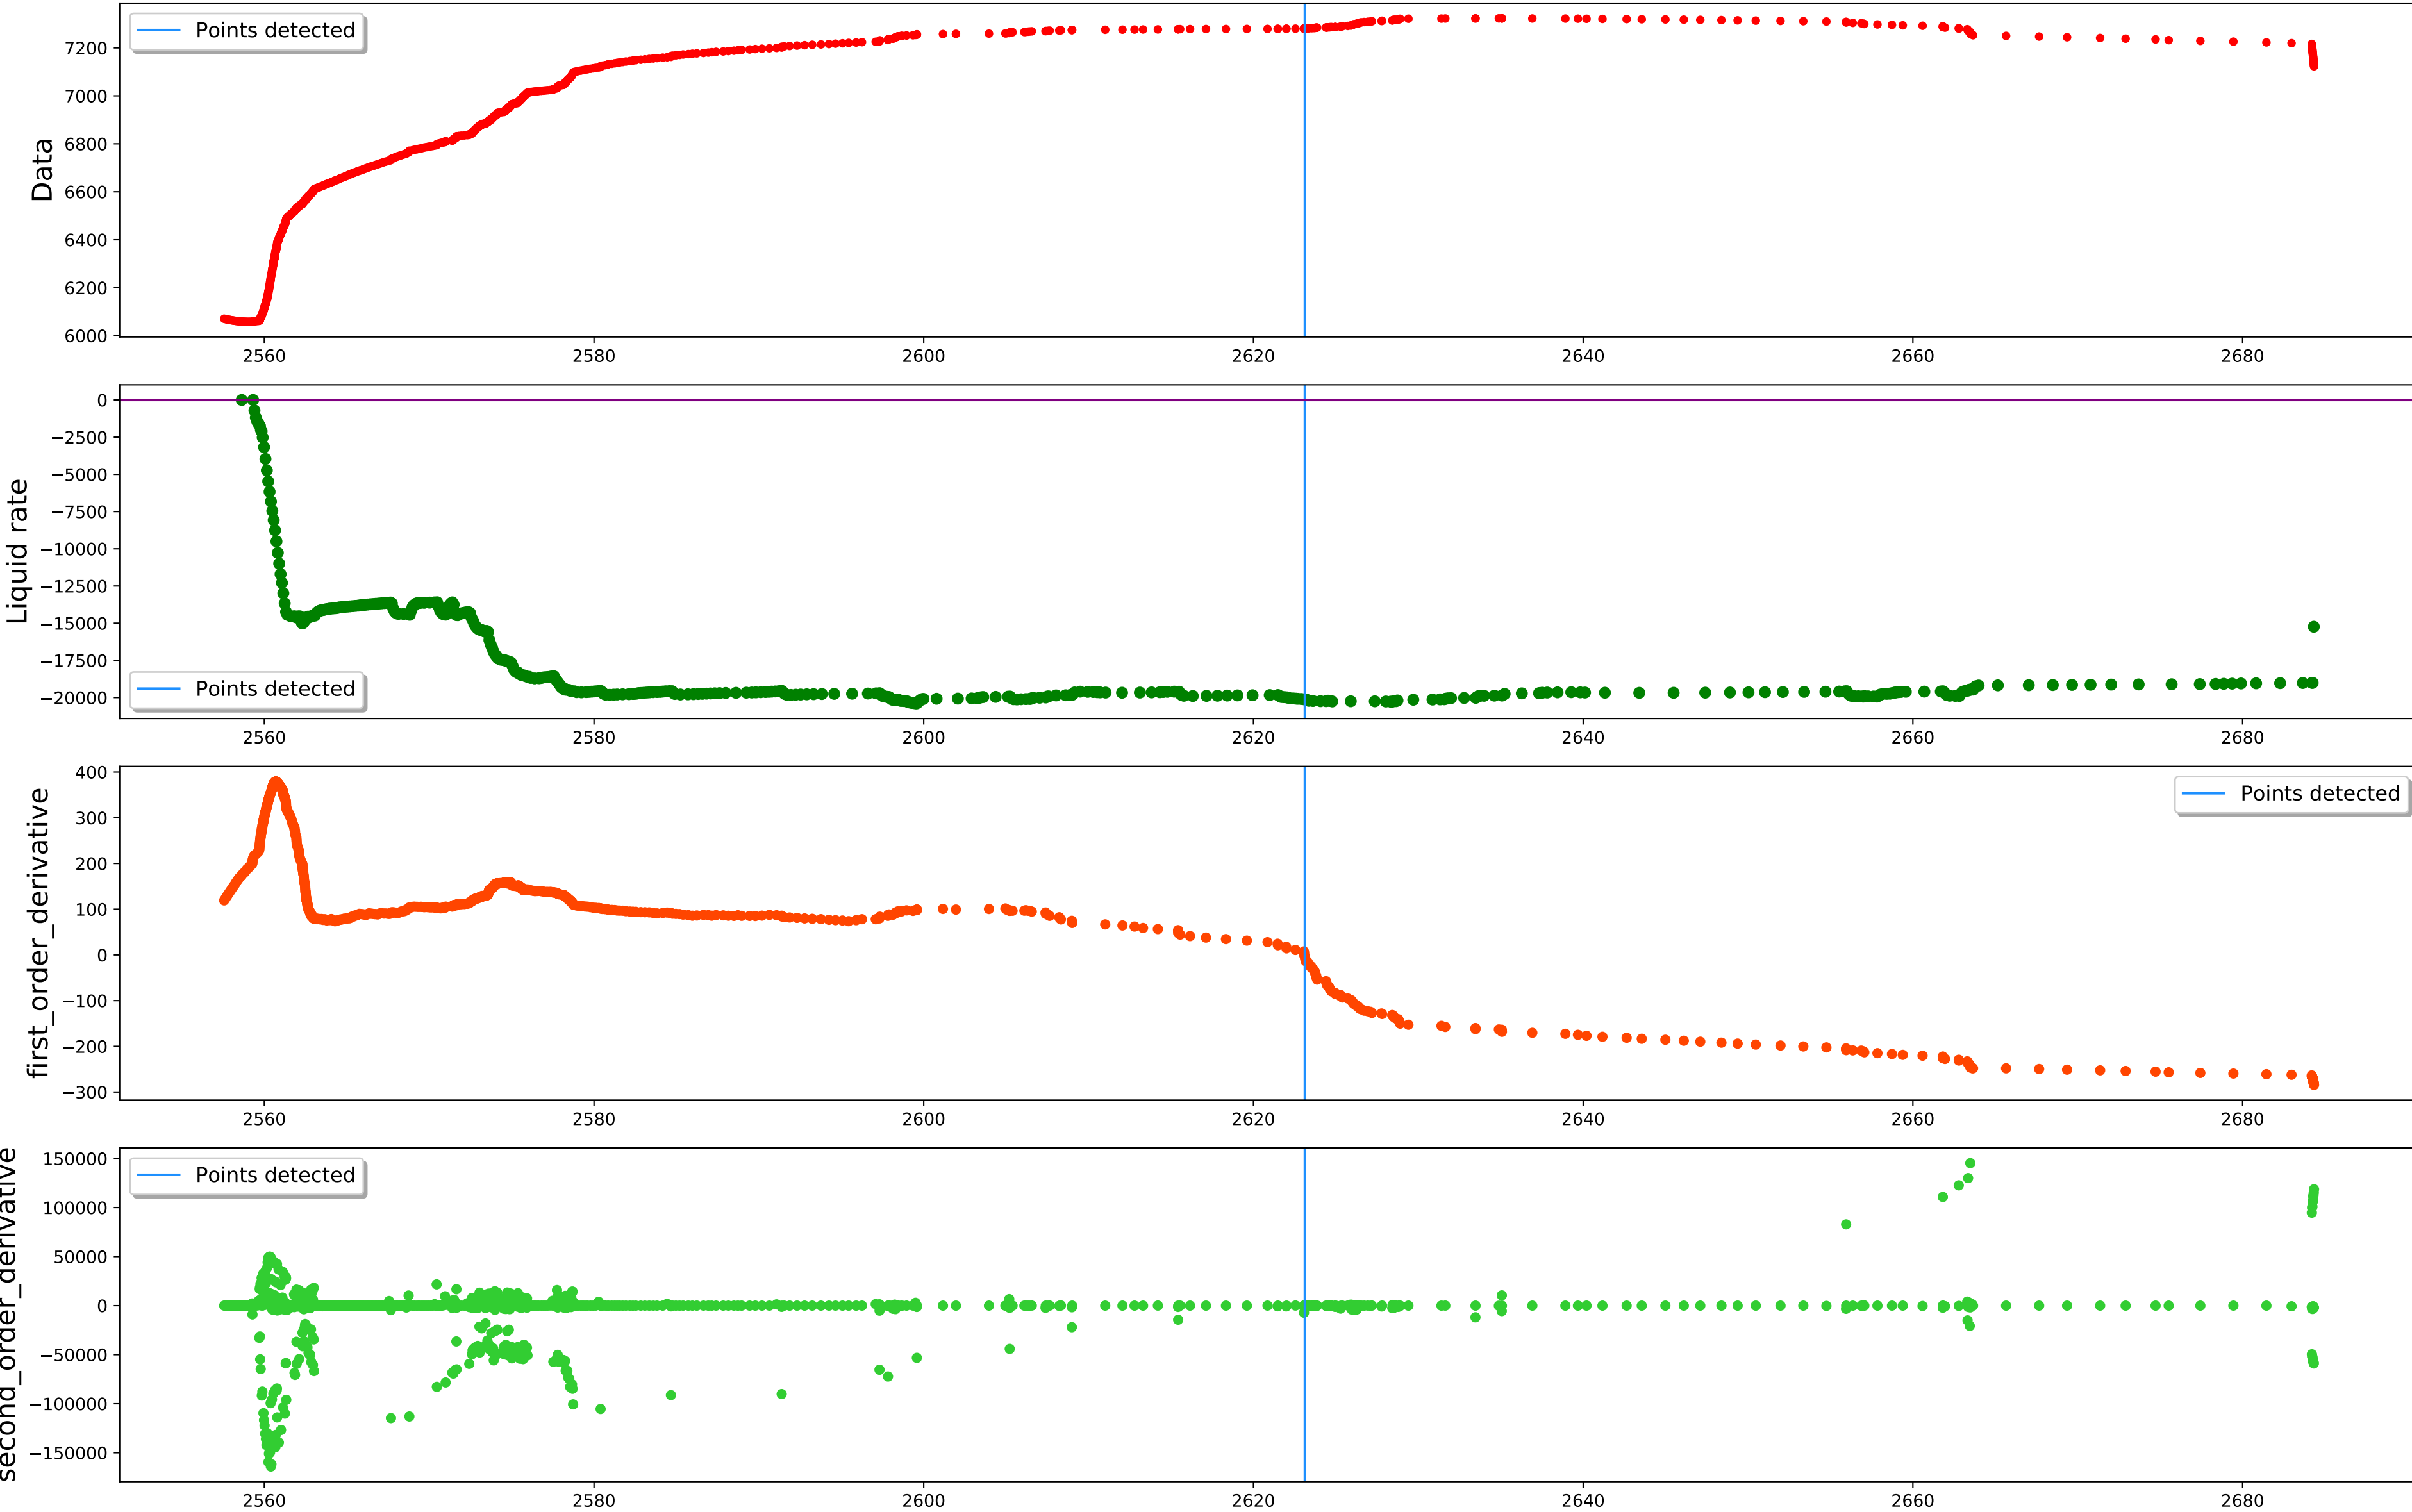 Points detected
Data
7200
7000
6800
6600
6400
6200
6000
2560 2580 2600 2620 2640 2660 2680
Points detected
Liquid rate
0
−2500
−5000
−7500
−10000
−12500
−15000
−17500
−20000
2560 2580 2600 2620 2640 2660 2680
Points detected
first_order_derivative
400
300
200
100
0
−100
−200
−300
2560 2580 2600 2620 2640 2660 2680
Points detected
second_order_derivative
150000
100000
50000
0
−50000
−100000
−150000
2560 2580 2600 2620 2640 2660 2680